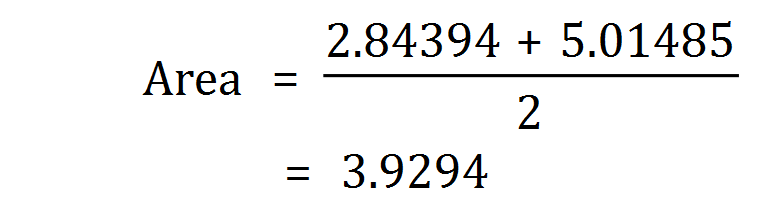 Area = 2.84394 + 5.01485
2
= 3.9294